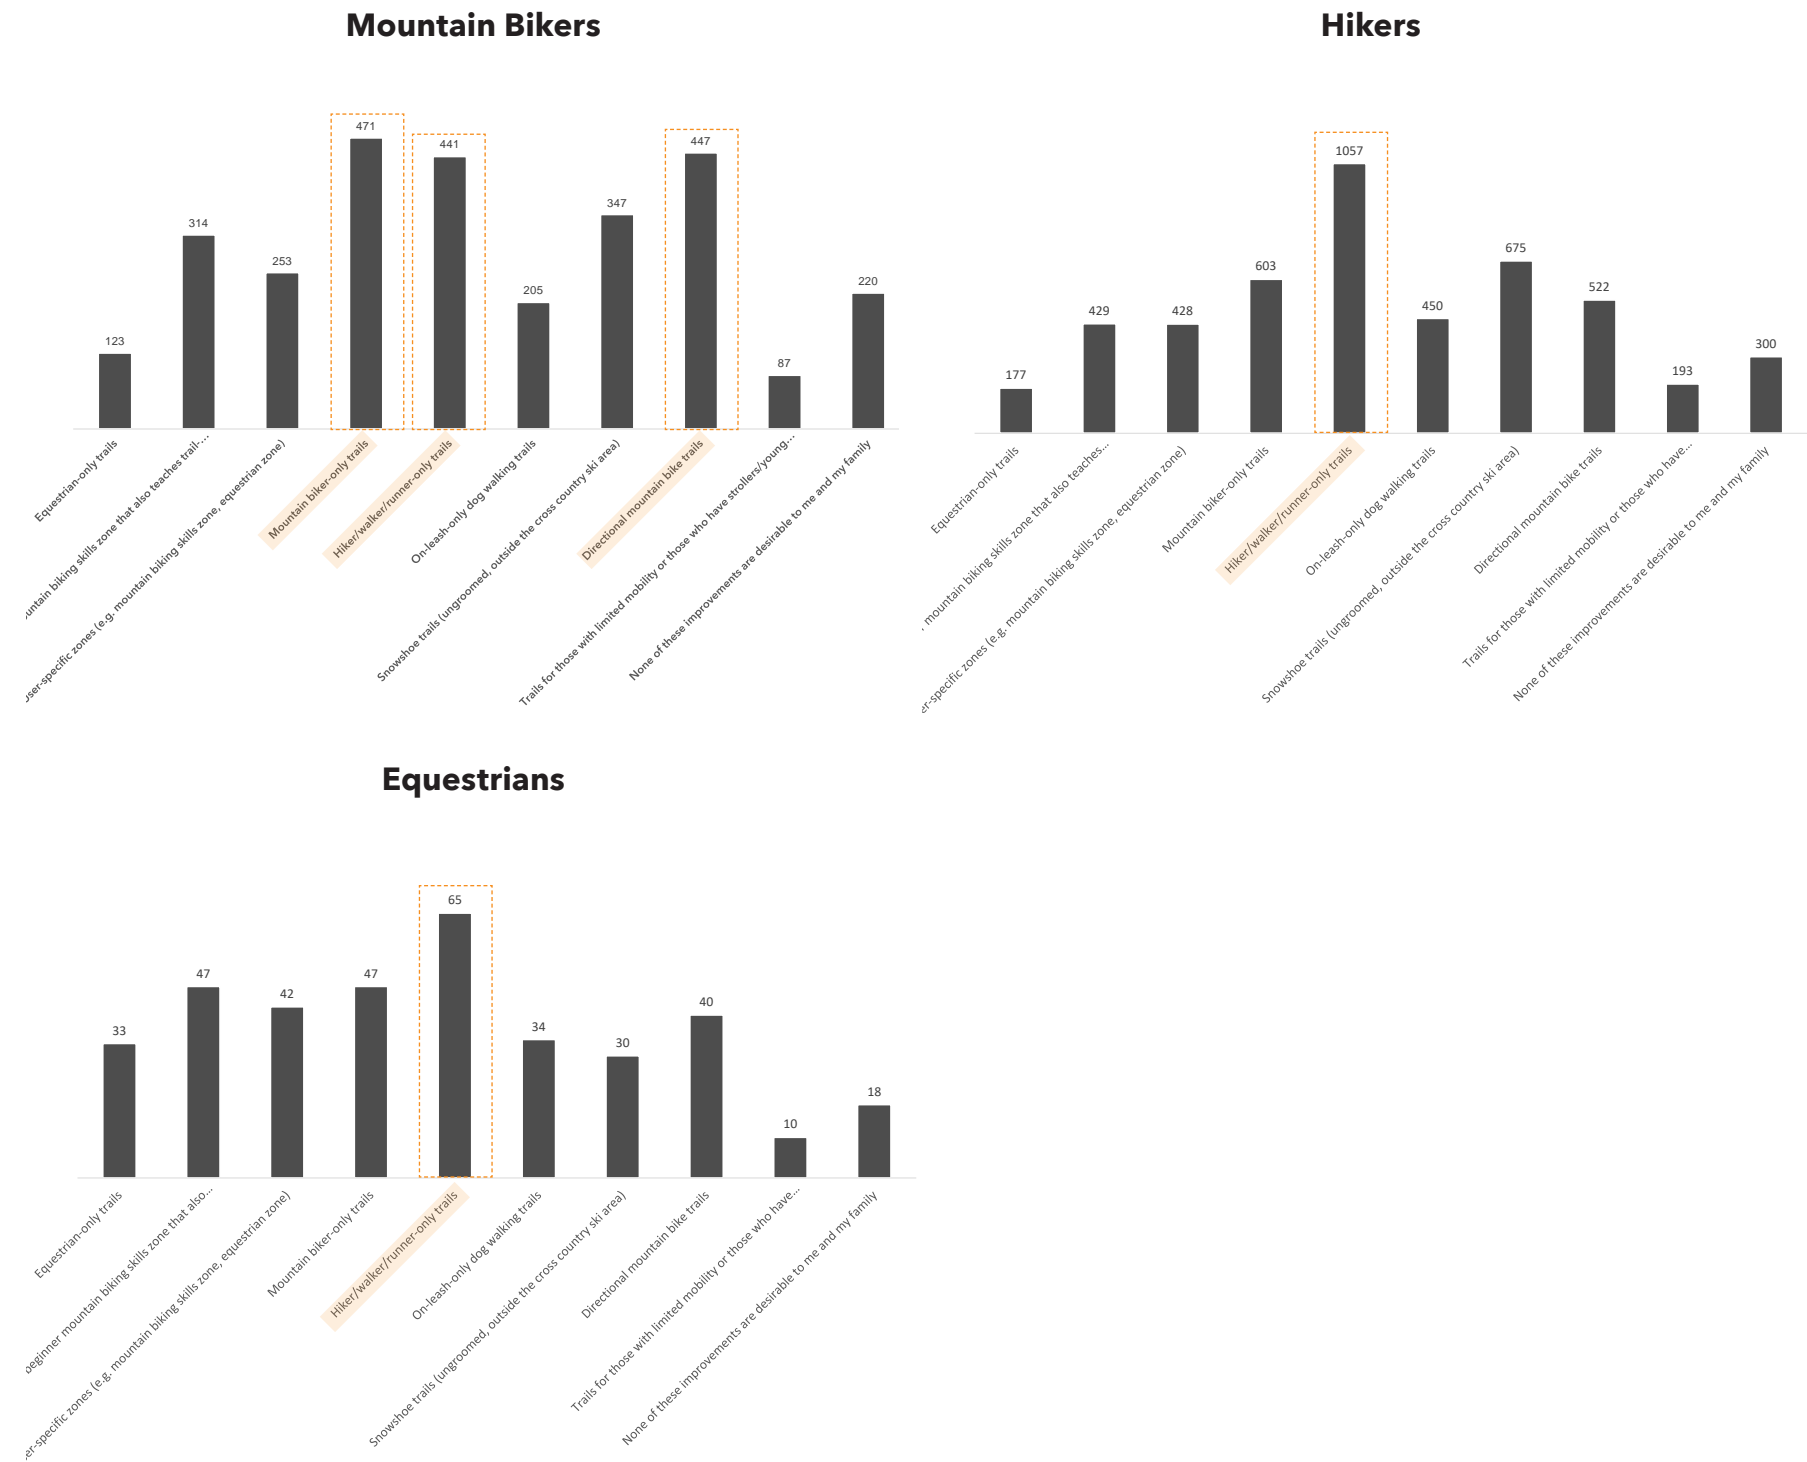 Mountain Bikers
471
441
447
347
314
253
220
205
123
87
Equestrian-only trails
biking skills zone that also teaches trail-...
User-specific zones (e.g. mountain biking skills zone, equestrian zone)
Mountain biker-only trails
Hiker/walker/runner-only trails
On-leash-only dog walking trails
Snowshoe trails (ungroomed, outside the cross country ski area)
Directional mountain bike trails
Trails for those with limited mobility or those who have strollers/young...
None of these improvements are desirable to me and my family
Hikers
1057
675
603
522
450
429
428
300
193
177
Equestrian-only trails
mountain biking skills zone that also teaches...
zones (e.g. mountain biking skills zone, equestrian zone)
Mountain biker-only trails
Hiker/walker/runner-only trails
On-leash-only dog walking trails
Snowshoe trails (ungroomed, outside the cross country ski area)
Directional mountain bike trails
Trails for those with limited mobility or those who have...
None of these improvements are desirable to me and my family
Equestrians
65
47
47
42
40
34
33
30
18
10
Equestrian-only trails
beginner mountain biking skills zone that also...
zones (e.g. mountain biking skills zone, equestrian zone)
Mountain biker-only trails
Hiker/walker/runner-only trails
On-leash-only dog walking trails
Snowshoe trails (ungroomed, outside the cross country ski area)
Directional mountain bike trails
Trails for those with limited mobility or those who have...
None of these improvements are desirable to me and my family